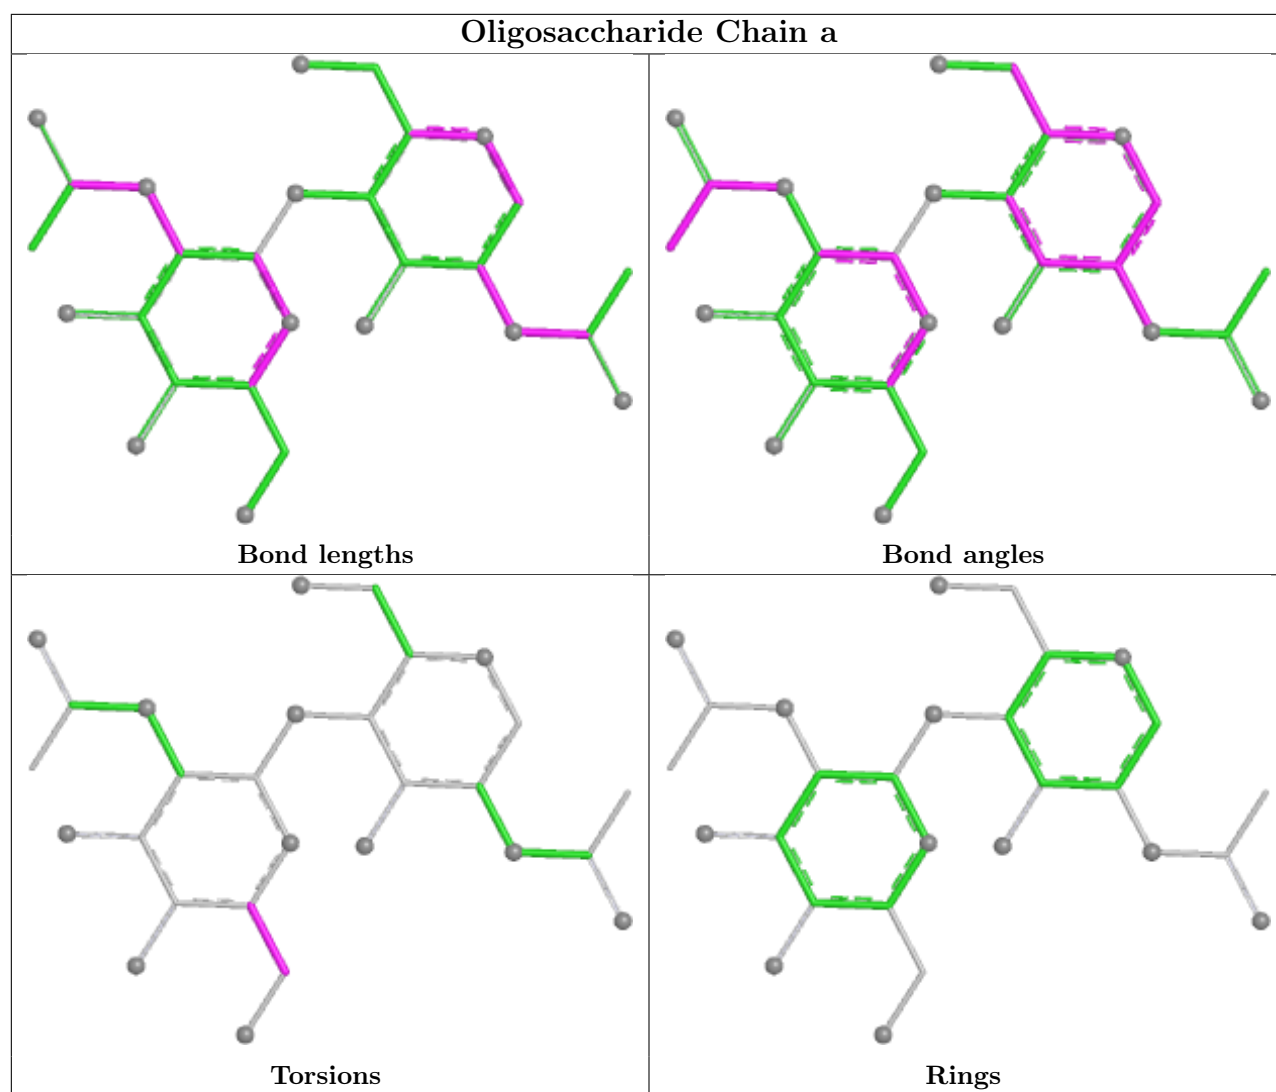 Oligosaccharide Chain a
Bond lengths
Bond angles
Torsions
Rings